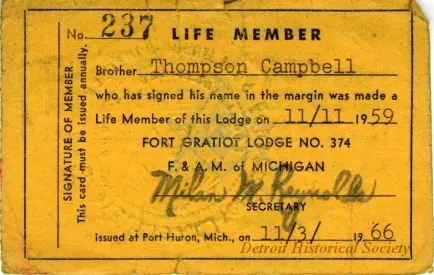 No. 237 LIFE MEMBER
Brother Thompson Campbell
who has signed his name in the margin was made a
Life Member of this Lodge on 11/11 1959
FORT GRATIOT LODGE NO. 374
F. & A. M. of MICHIGAN
Milan M. Reynolds
SECRETARY
issued at Port Huron, Mich., on 11/3/ 1966
SIGNATURE OF MEMBER
This card must be issued annually.
Detroit Historical Society